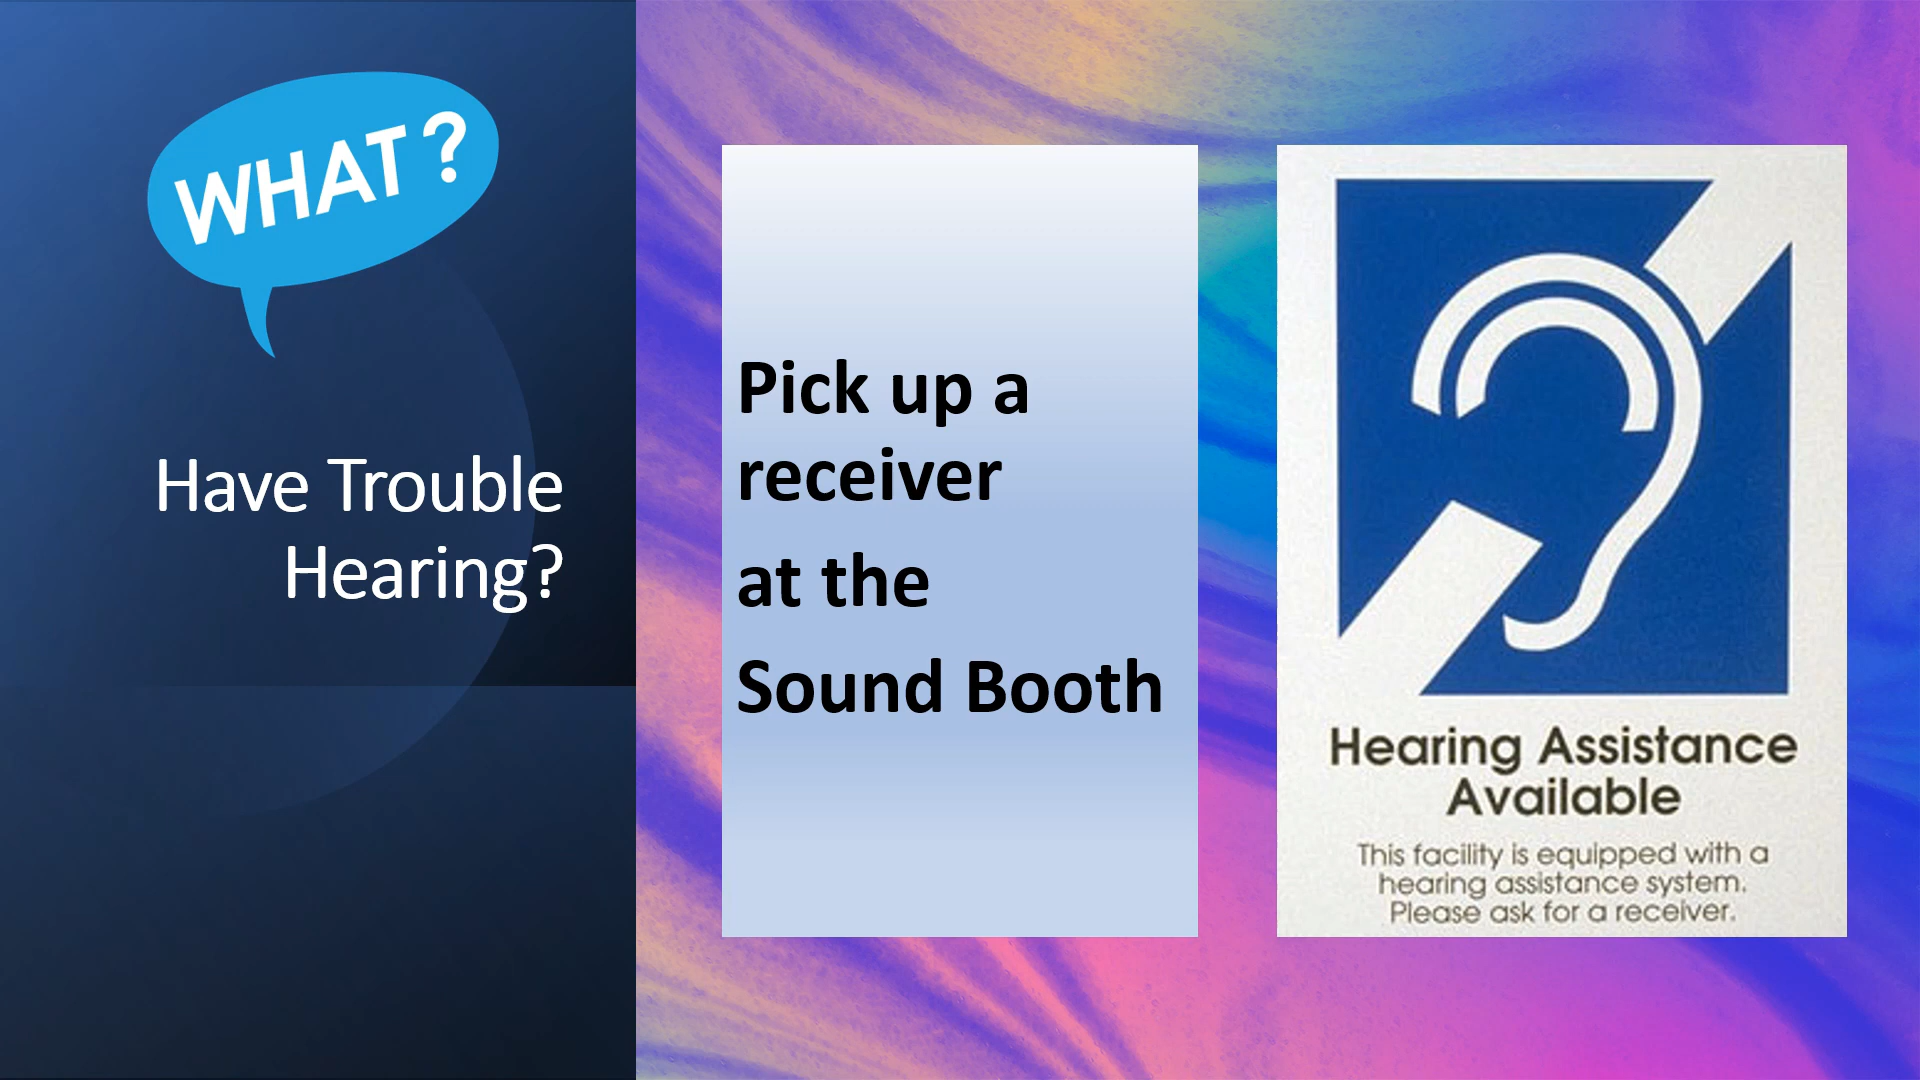 WHAT?
Have Trouble
Hearing?
Pick up a
receiver
at the
Sound Booth
Hearing Assistance
Available
This facility is equipped with a
hearing assistance system.
Please ask for a receiver.